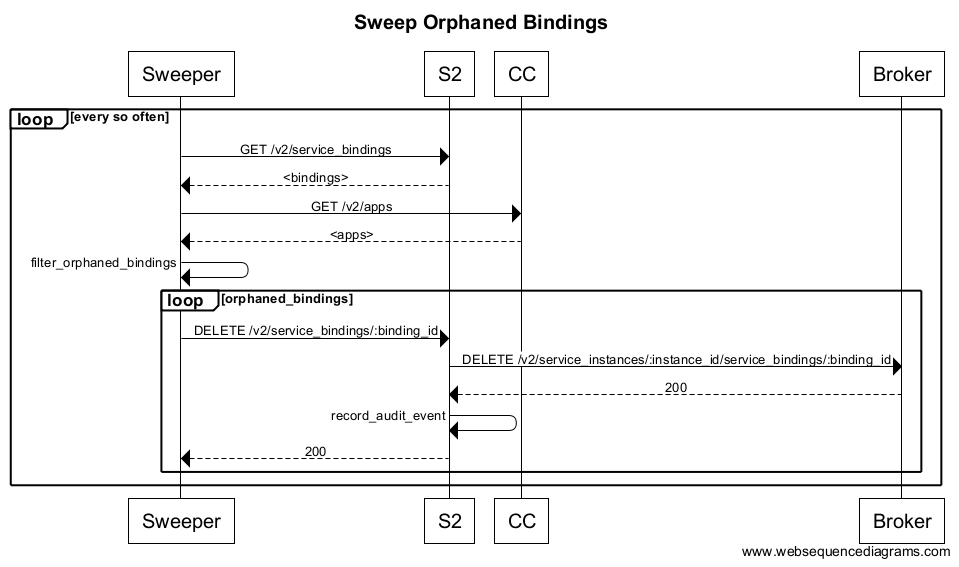 Sweep Orphaned Bindings
Sweeper
S2
CC
Broker
loop
[every so often]
GET /v2/service_bindings
<bindings>
GET /v2/apps
<apps>
filter_orphaned_bindings
loop
[orphaned_bindings]
DELETE /v2/service_bindings/:binding_id
DELETE /v2/service_instances/:instance_id/service_bindings/:binding_id
200
record_audit_event
200
Sweeper
S2
CC
Broker
www.websequencediagrams.com